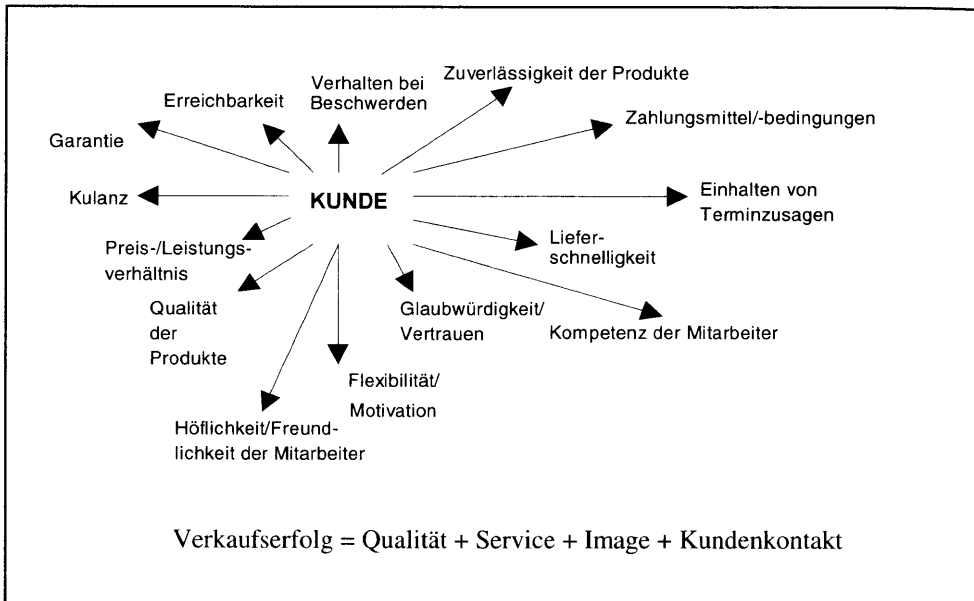 Zuverlässigkeit der Produkte
Verhalten bei
Beschwerden
Erreichbarkeit
Zahlungsmittel/-bedingungen
Garantie
Kulanz
KUNDE
Einhalten von
Terminzusagen
Preis-/Leistungs-
verhältnis
Liefer-
schnelligkeit
Qualität
der
Produkte
Glaubwürdigkeit/
Vertrauen
Kompetenz der Mitarbeiter
Flexibilität/
Motivation
Höflichkeit/Freund-
lichkeit der Mitarbeiter
Verkaufserfolg = Qualität + Service + Image + Kundenkontakt